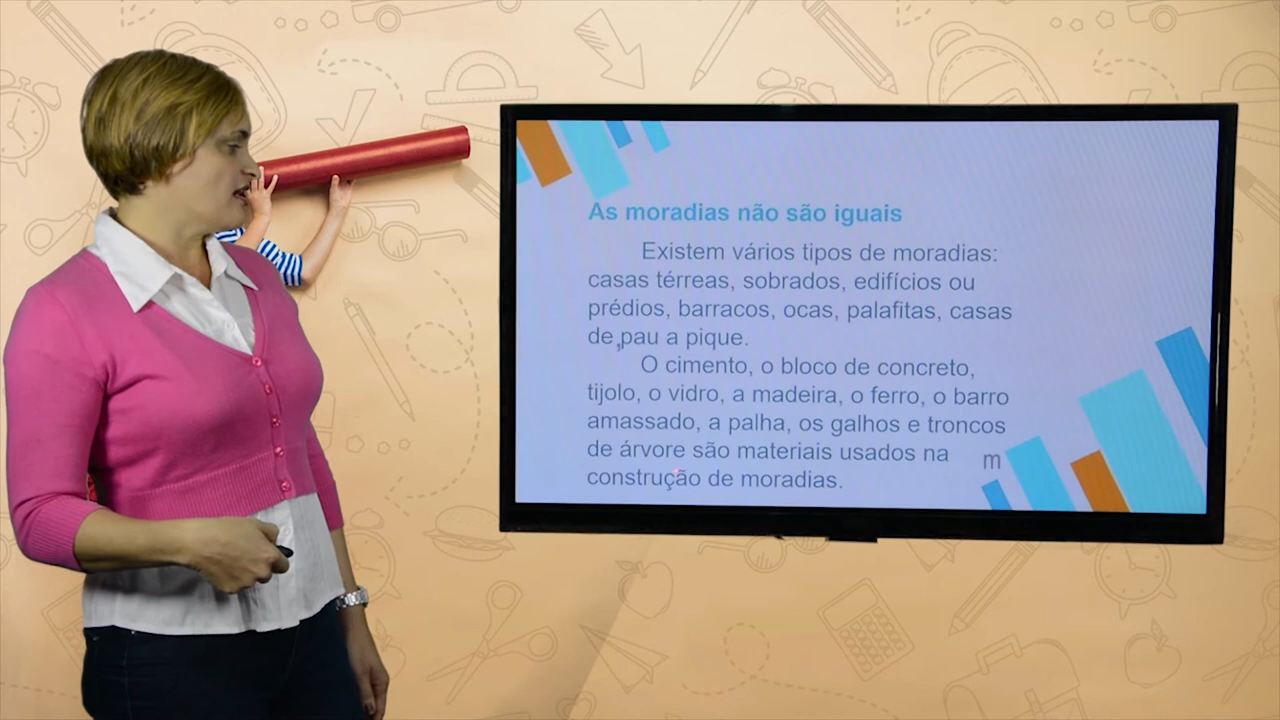 As moradias não são iguais
Existem vários tipos de moradias:
casas térreas, sobrados, edifícios ou
prédios, barracos, ocas, palafitas, casas
de,pau a pique.
O cimento, o bloco de concreto,
tijolo, o vidro, a madeira, o ferro, o barro
amassado, a palha, os galhos e troncos
de árvore são materiais usados na m
construção de moradias.